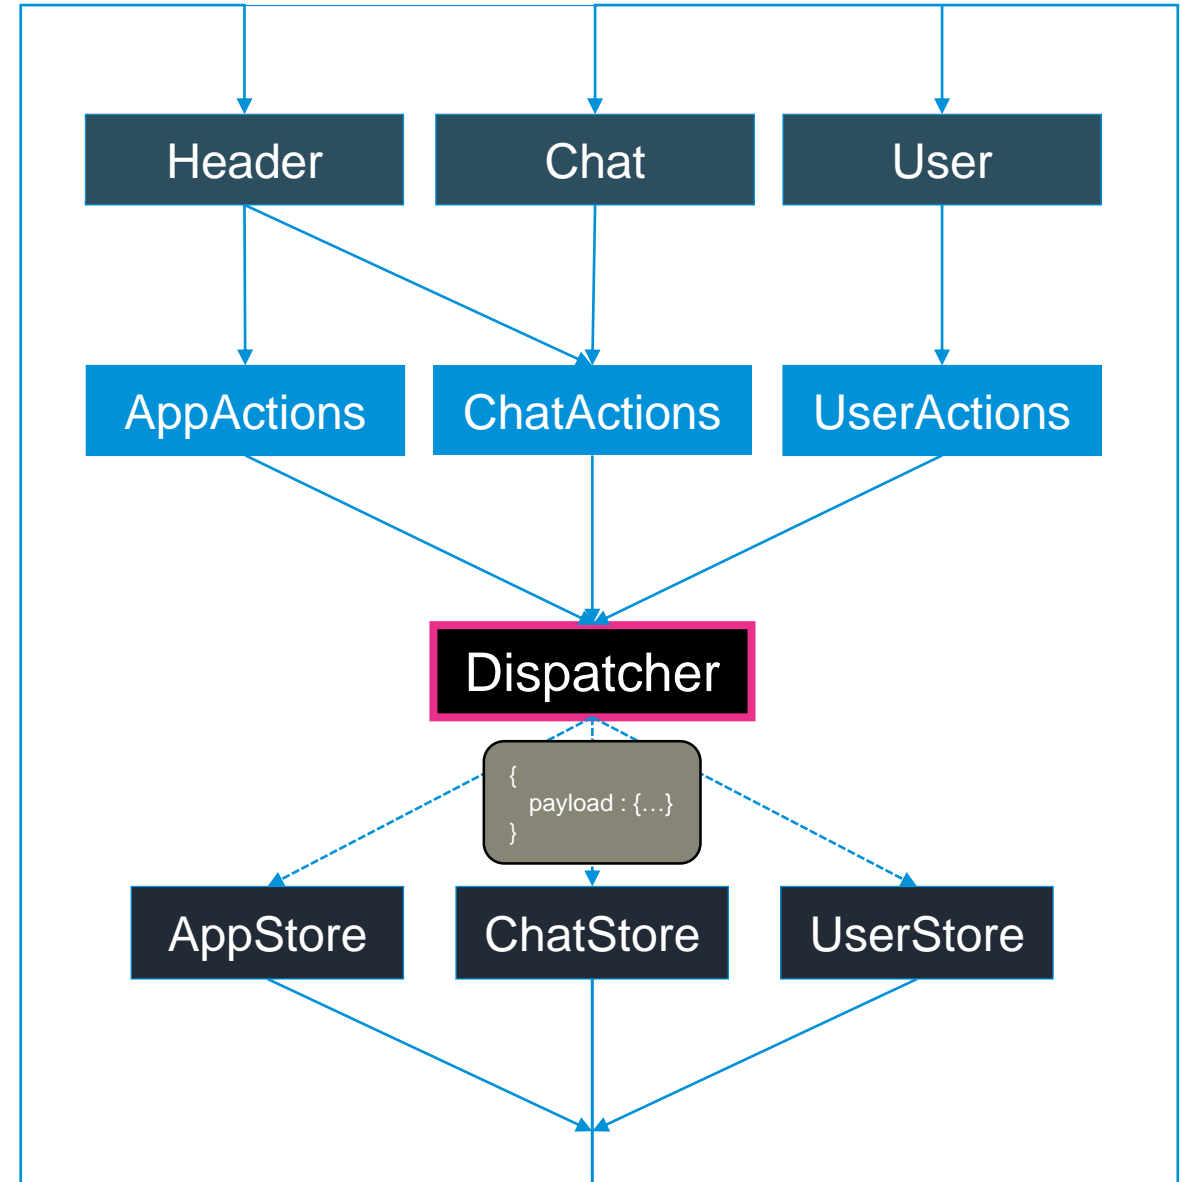 Header
Chat
User
AppActions
ChatActions
UserActions
Dispatcher
{
payload : {…}
}
AppStore
ChatStore
UserStore